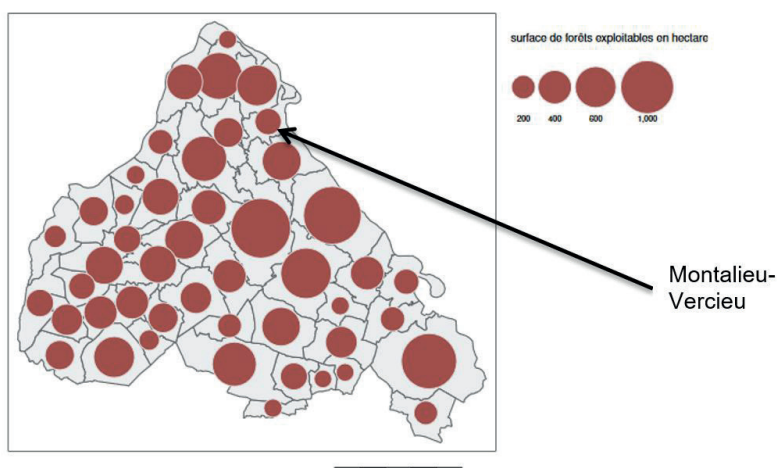 surface de forêts exploitables en hectare
200 400 600 1,000
Montalieu-
Vercieu